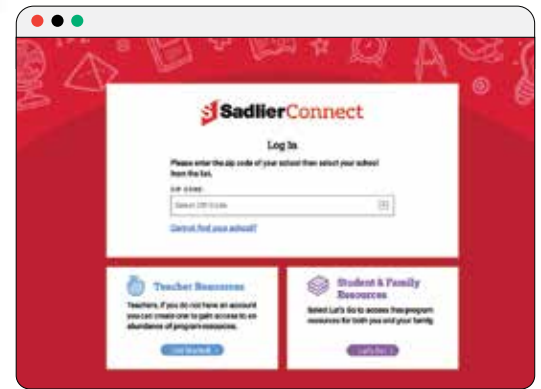 SadlierConnect
Log In
Please enter the zip code of your school then select your school
from the list.
ZIP CODE
Select ZIP Code
Cannot find your school?
Teacher Resources
Teachers, if you do not have an account
you can create one to gain access to an
abundance of program resources.
Get Started
Student & Family
Resources
Select Let's Go to access free program
resources for both you and your family.
Let's Go